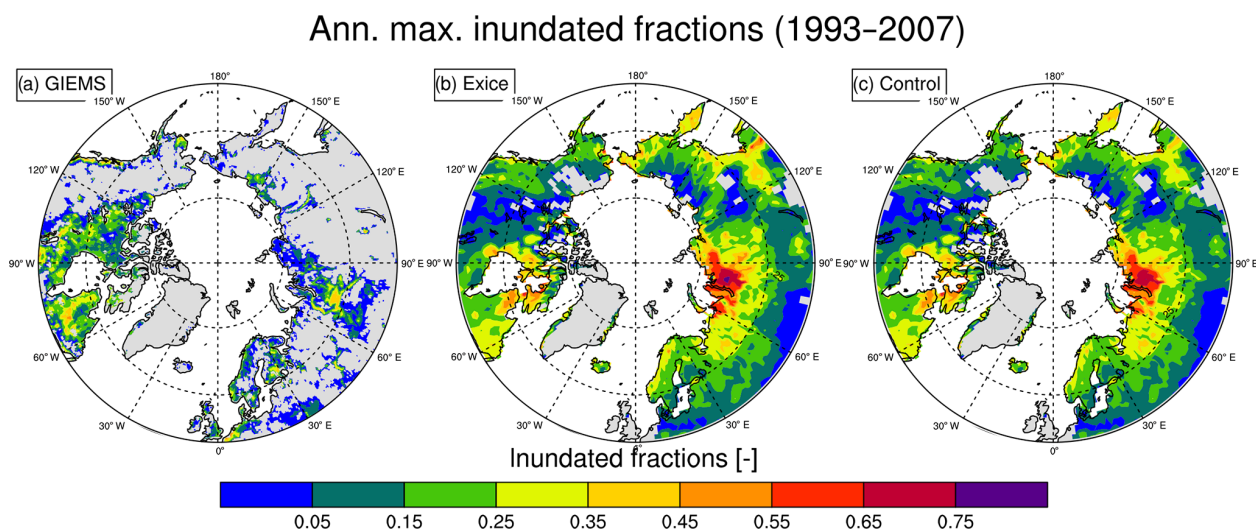 Ann. max. inundated fractions (1993–2007)
(a) GIEMS
180°
150° W
150° E
120° W
120° E
90° W
90° E
60° W
60° E
30° W
30° E
0°
(b) Exice
180°
150° W
150° E
120° W
120° E
90° W
90° E
60° W
60° E
30° W
30° E
0°
(c) Control
180°
150° W
150° E
120° W
120° E
90° W
90° E
60° W
60° E
30° W
30° E
0°
Inundated fractions [-]
0.05 0.15 0.25 0.35 0.45 0.55 0.65 0.75